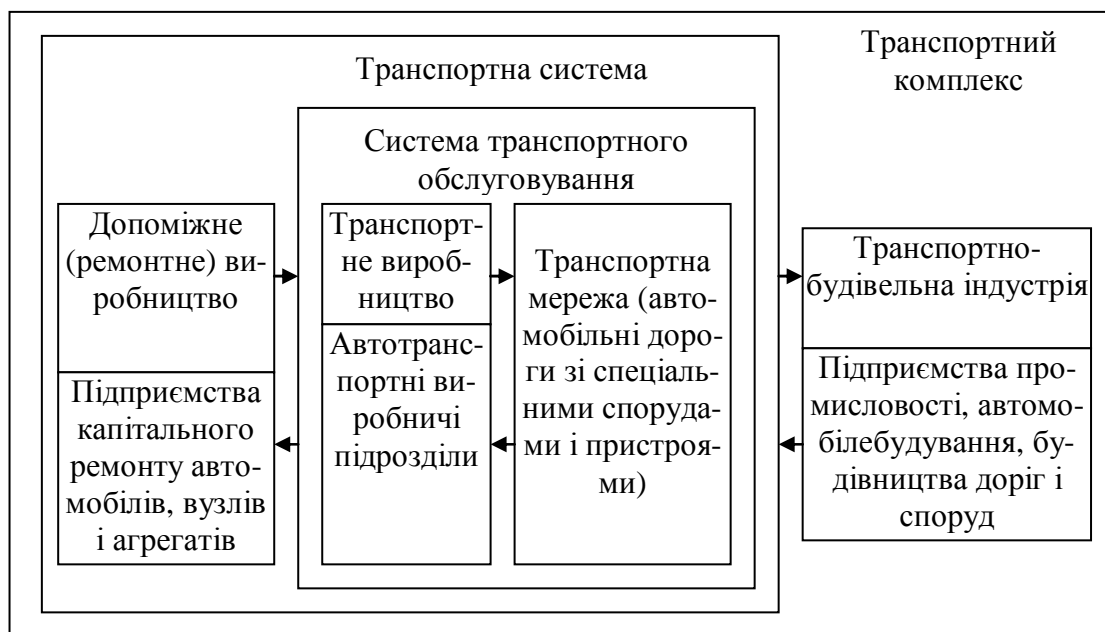 Транспортний
комплекс
Транспортна система
Система транспортного
обслуговування
Допоміжне
(ремонтне) ви-
робництво
Підприємства
капітального
ремонту авто-
мобілів, вузлів
і агрегатів
Транспорт-
не вироб-
ництво
Автотранс-
портні ви-
робничі
підрозділи
Транспортна
мережа (авто-
мобільні доро-
ги зі спеціаль-
ними споруда-
ми і пристроя-
ми)
Транспортно-
будівельна індустрія
Підприємства про-
мисловості, автомо-
білебудування, бу-
дівництва доріг і
споруд